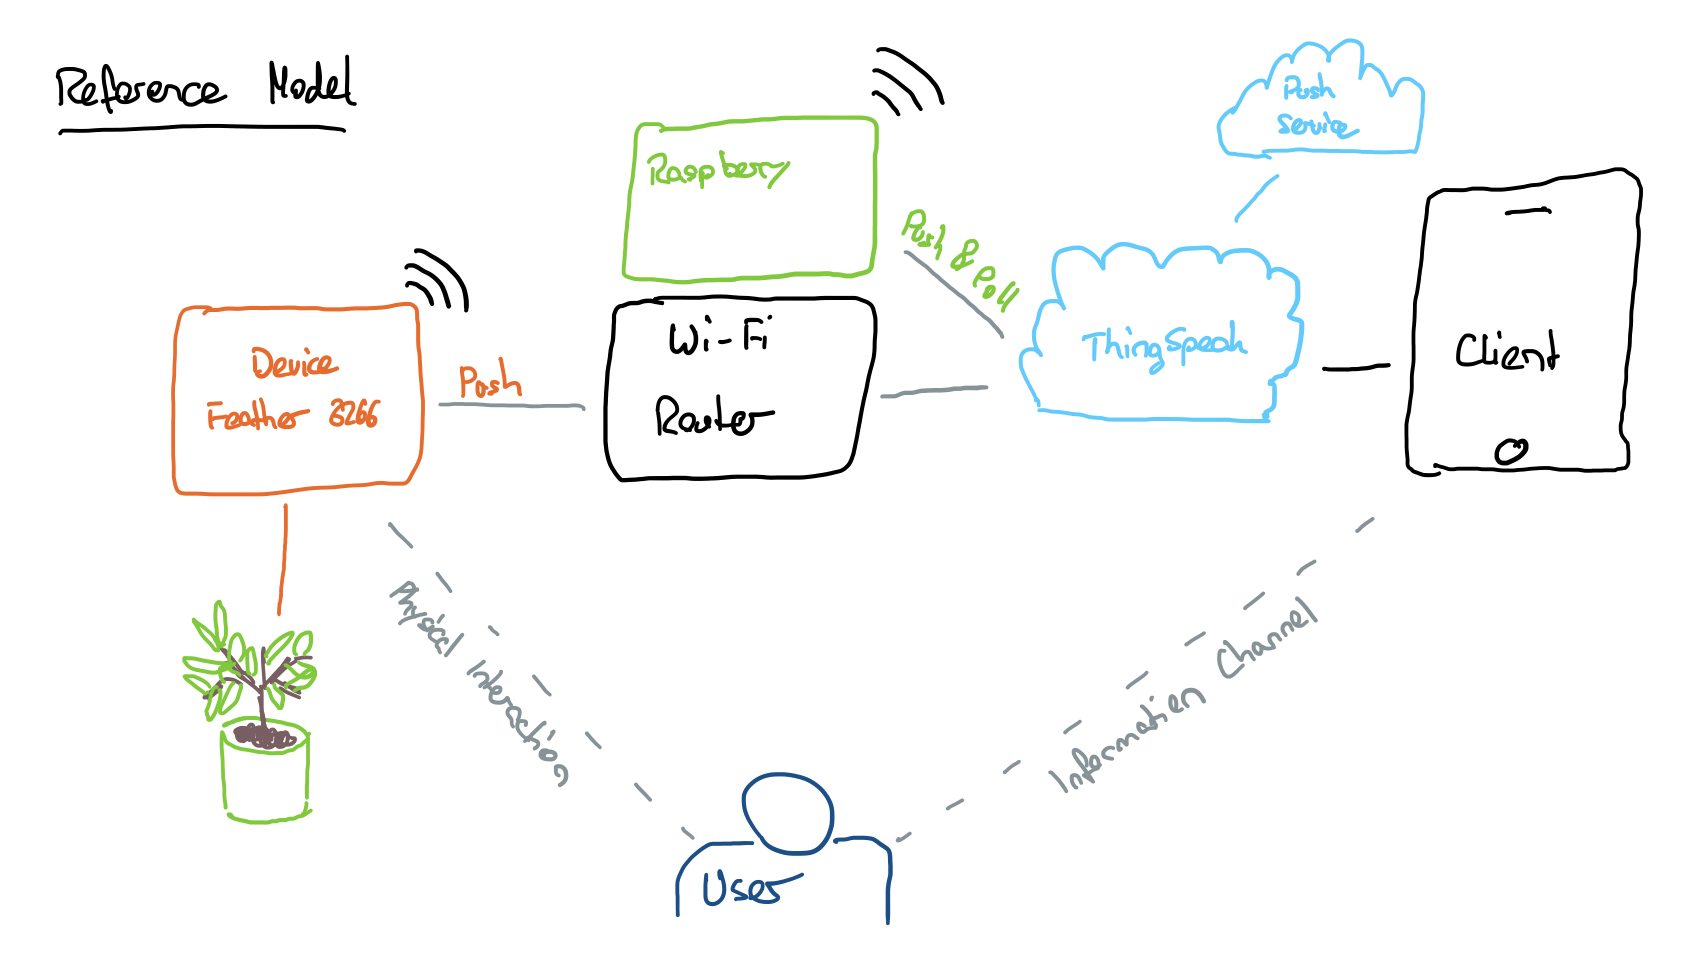 Reference Model
Push
Service
Raspberry
Push & Poll
Wi-Fi
Router
ThingSpeak
Client
Device
Feather 8266
Push
Physical Interaction
Information Channel
User